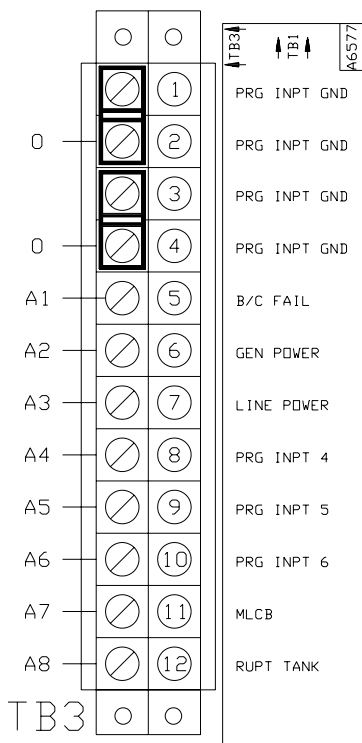 TB3 TB1 A6577
1 PRG INPT GND
0 2 PRG INPT GND
3 PRG INPT GND
0 4 PRG INPT GND
A1 5 B/C FAIL
A2 6 GEN POWER
A3 7 LINE POWER
A4 8 PRG INPT 4
A5 9 PRG INPT 5
A6 10 PRG INPT 6
A7 11 MLCB
A8 12 RUPT TANK
TB3